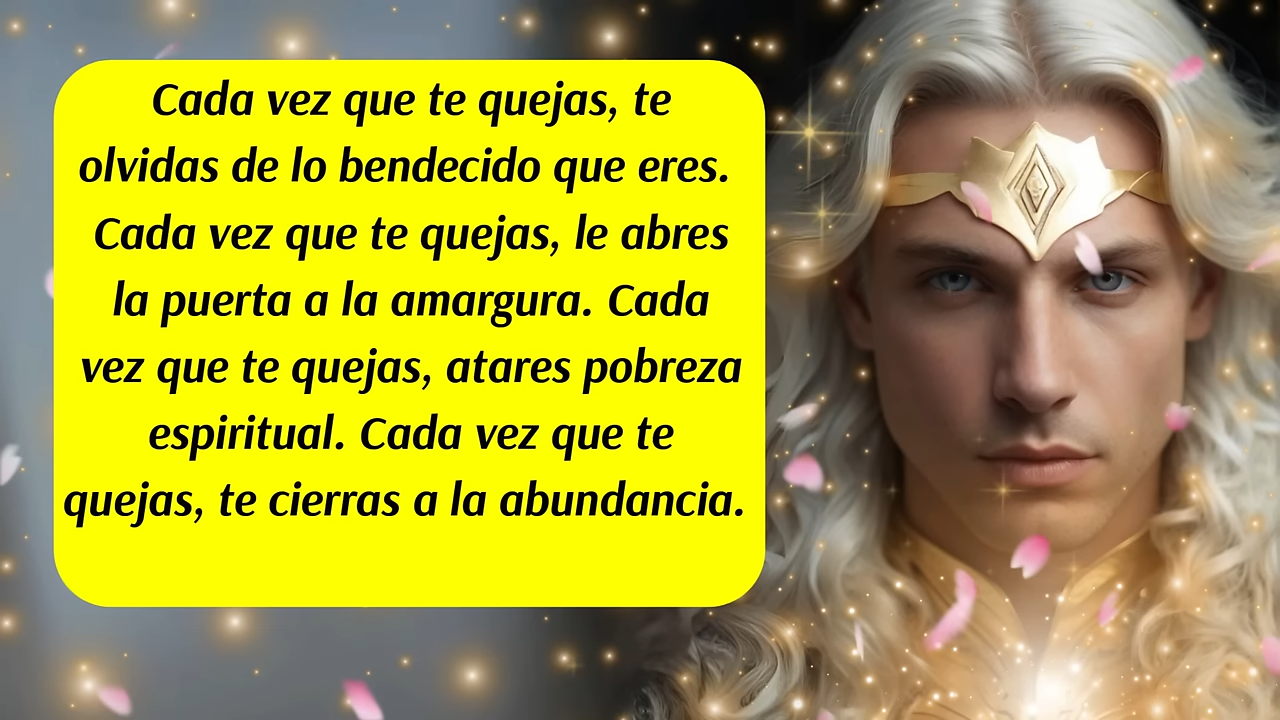 Cada vez que te quejas, te
olvidas de lo bendecido que eres.
Cada vez que te quejas, le abres
la puerta a la amargura. Cada
vez que te quejas, atares pobreza
espiritual. Cada vez que te
quejas, te cierras a la abundancia.